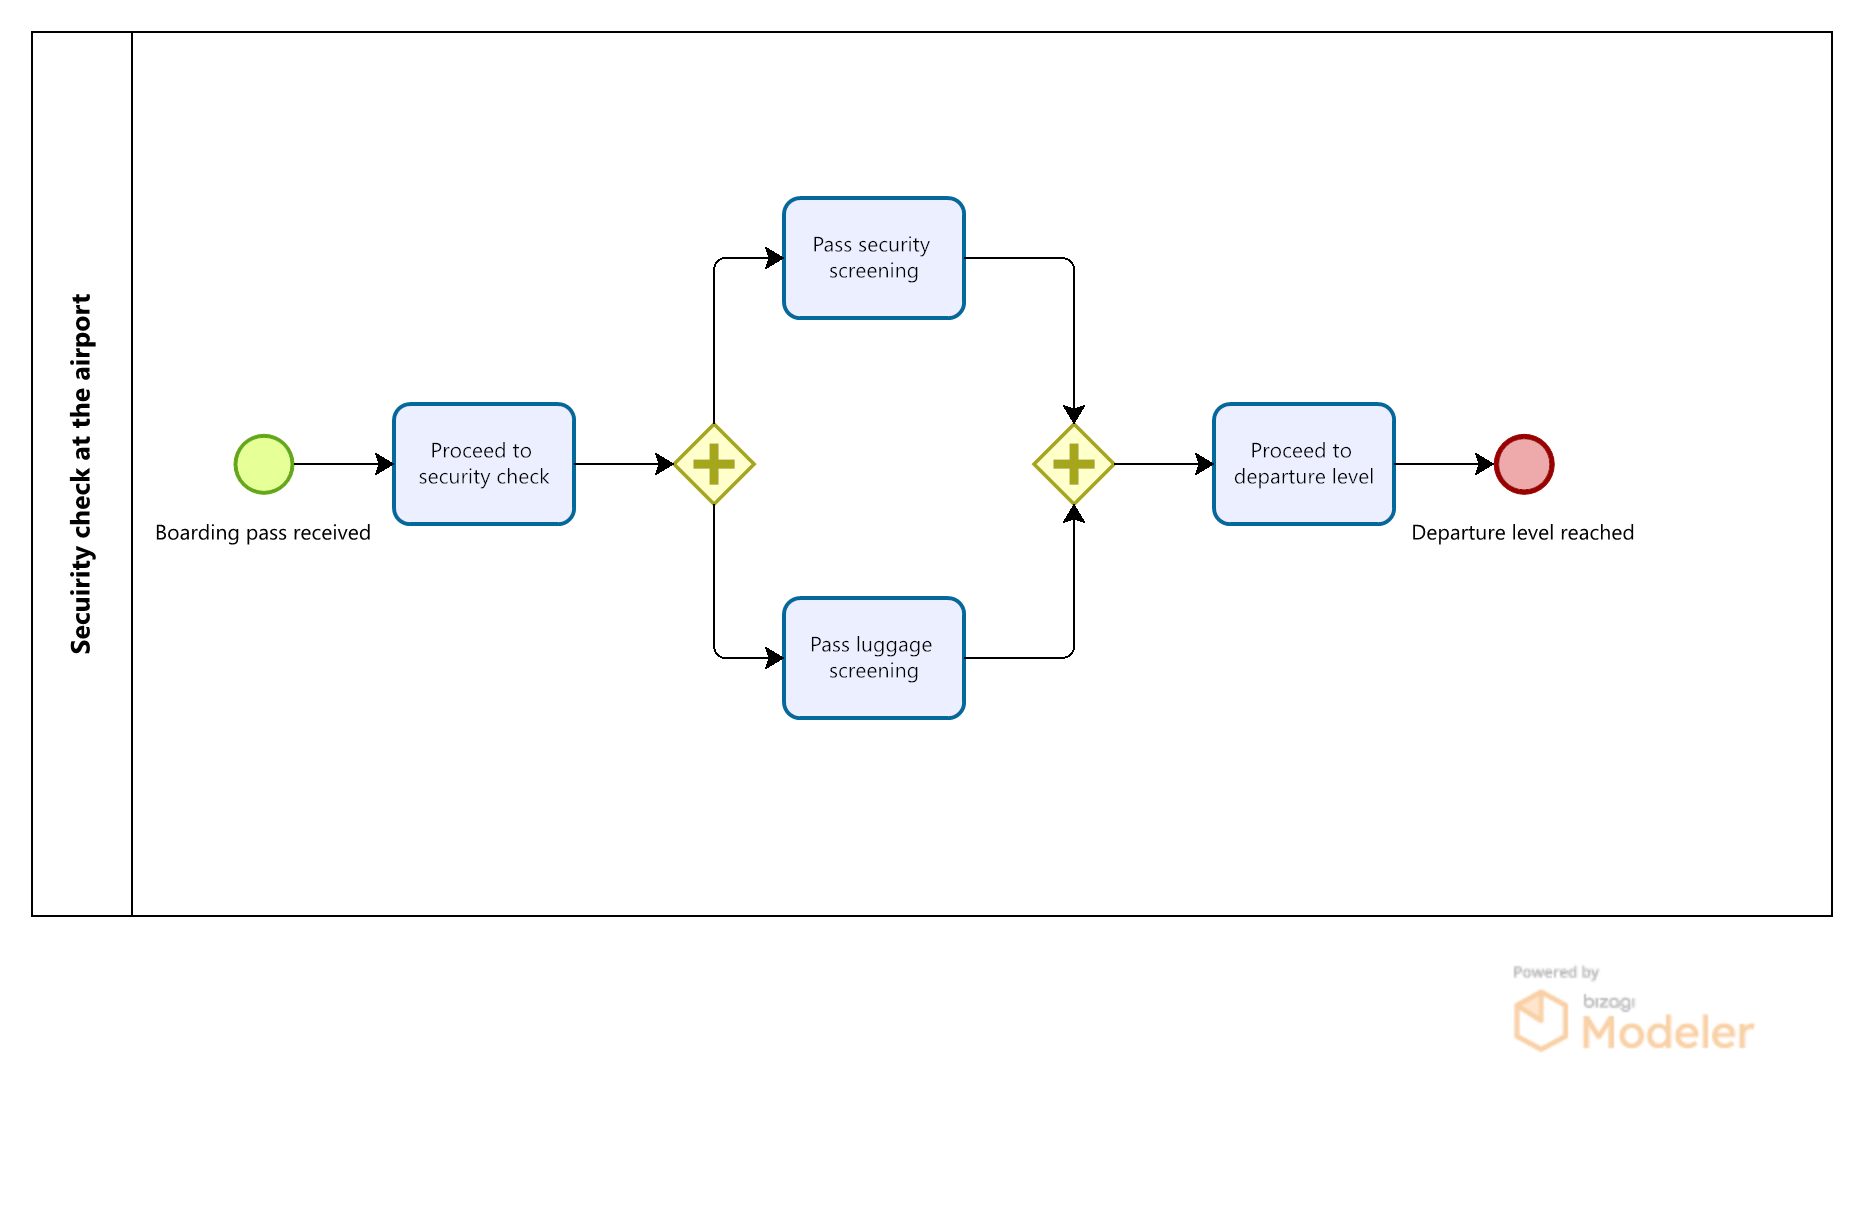 Secuirity check at the airport
Boarding pass received
Proceed to
security check
Pass security
screening
Pass luggage
screening
Proceed to
departure level
Departure level reached
Powered by
bizagi
Modeler